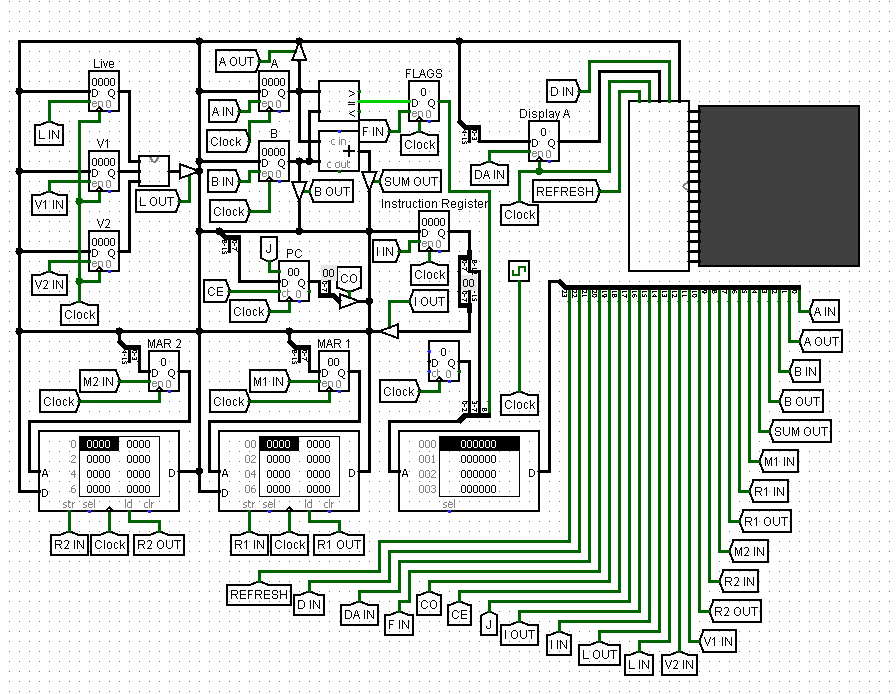 Live
0000
D Q
en 0
L IN
V1
0000
D Q
en 0
V1 IN
V2
0000
D Q
en 0
V2 IN
Clock
L OUT
A OUT
A
0000
D Q
en 0
A IN
Clock
B
0000
D Q
en 0
B IN
Clock
B OUT
>
=
<
c in
+
c out
SUM OUT
FLAGS
0
D Q
en 0
F IN
Clock
Display A
0
D Q
en 0
DA IN
Clock
D IN
REFRESH
Instruction Register
0000
D Q
en 0
I IN
Clock
00
I OUT
J
PC
00
D Q
ct 0
CE
Clock
00
CO
MAR 2
0
D Q
en 0
M2 IN
Clock
MAR 1
00
D Q
en 0
M1 IN
Clock
0
D Q
ct 0
Clock
Clock
0 0000 0000
2 0000 0000
4 0000 0000
6 0000 0000
A
D
D
str sel ld clr
R2 IN
Clock
R2 OUT
00 0000 0000
02 0000 0000
04 0000 0000
06 0000 0000
A
D
D
str sel ld clr
R1 IN
Clock
R1 OUT
000 000000
001 000000
002 000000
003 000000
A
D
sel
A IN
A OUT
B IN
B OUT
SUM OUT
M1 IN
R1 IN
R1 OUT
M2 IN
R2 IN
R2 OUT
V1 IN
V2 IN
L IN
L OUT
I IN
I OUT
J
CE
CO
F IN
DA IN
D IN
REFRESH